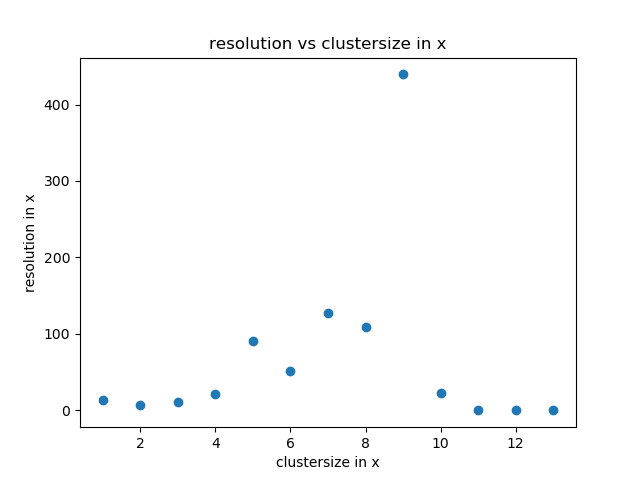 resolution vs clustersize in x
400
300
200
100
0
resolution in x
2 4 6 8 10 12
clustersize in x